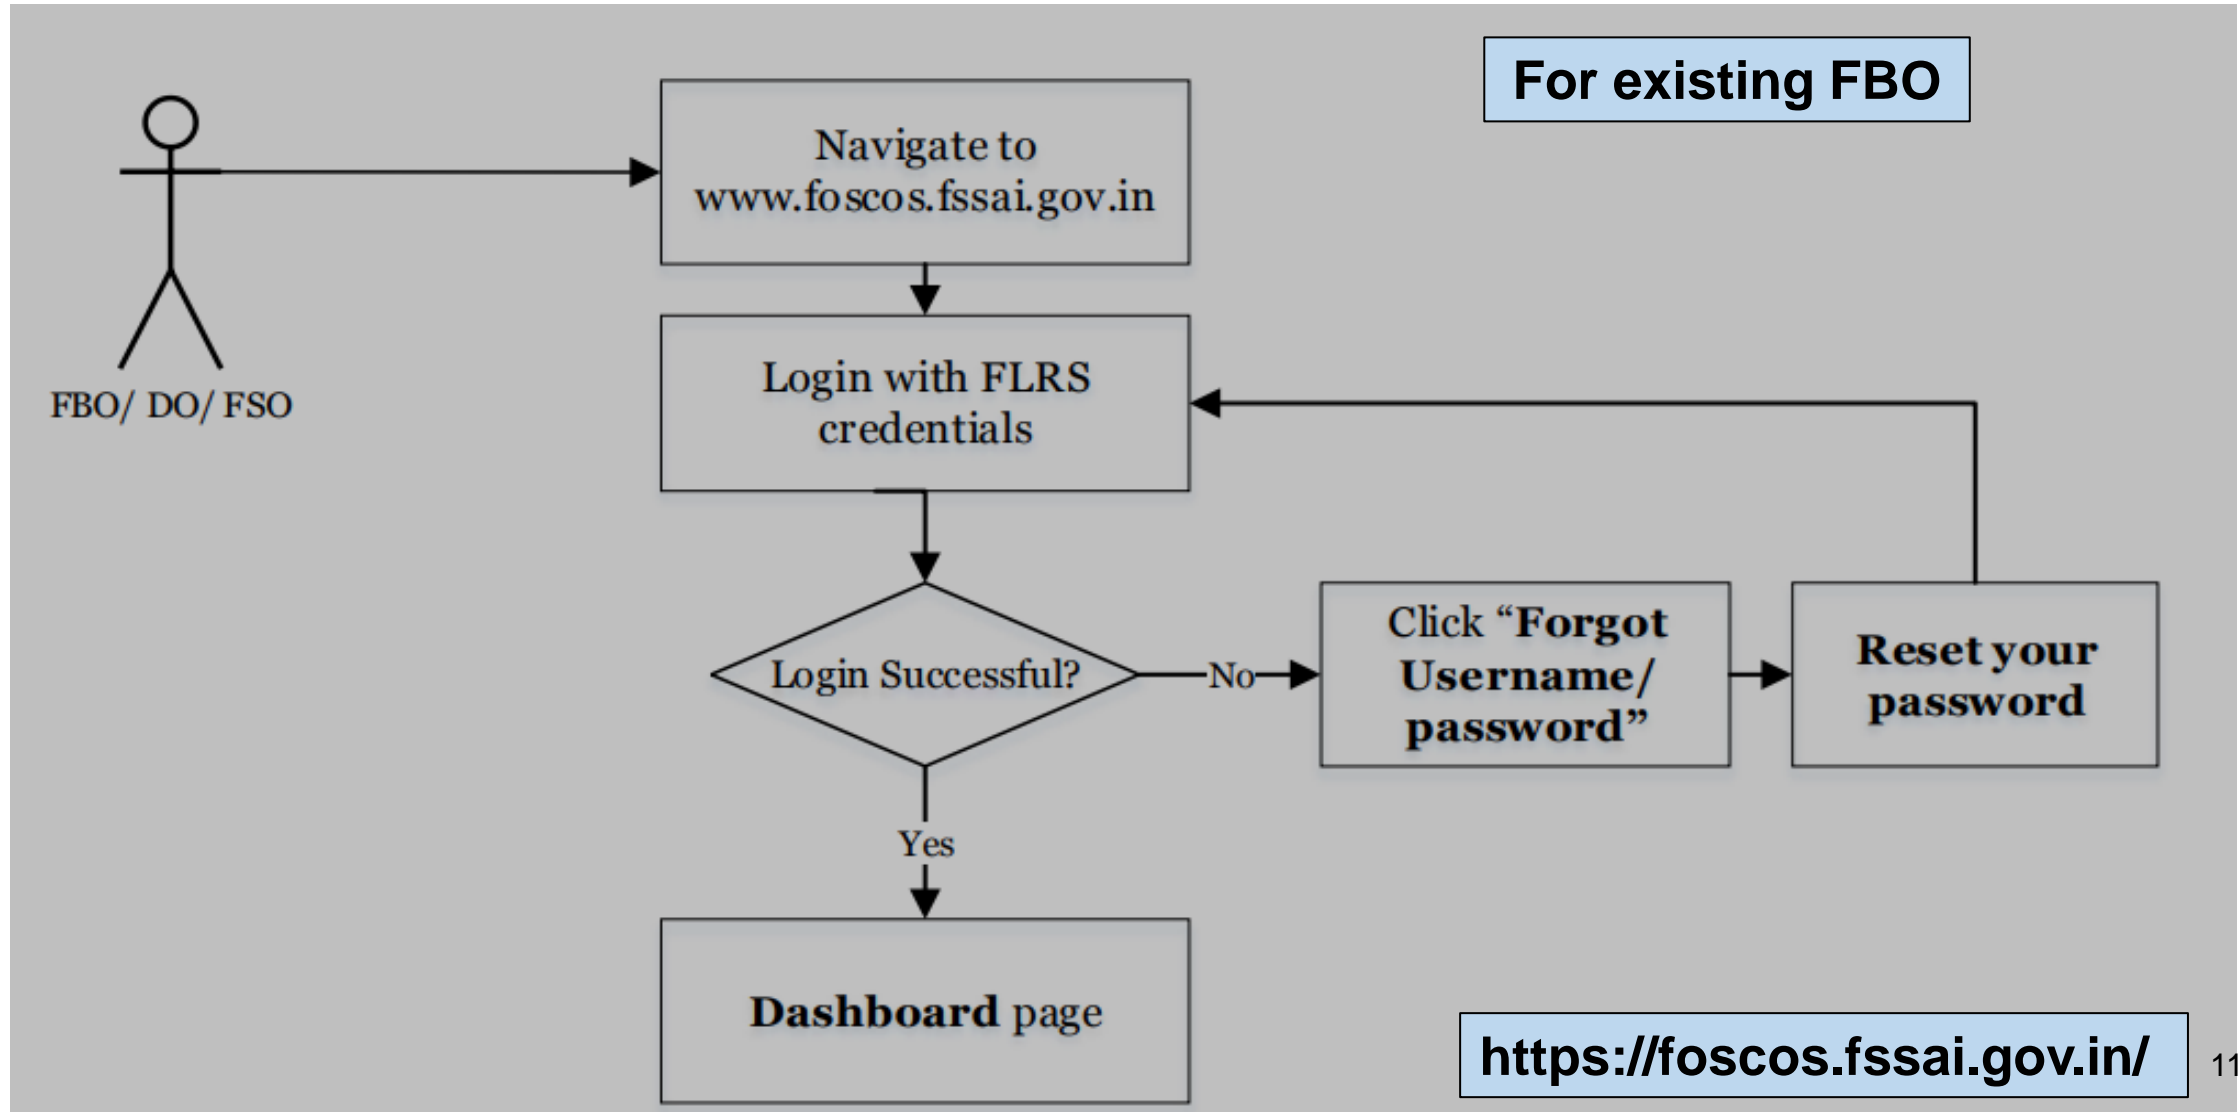 For existing FBO
Navigate to
www.foscos.fssai.gov.in
FBO/ DO/ FSO
Login with FLRS
credentials
Login Successful?
No
Click “Forgot
Username/
password”
Reset your
password
Yes
Dashboard page
https://foscos.fssai.gov.in/
11